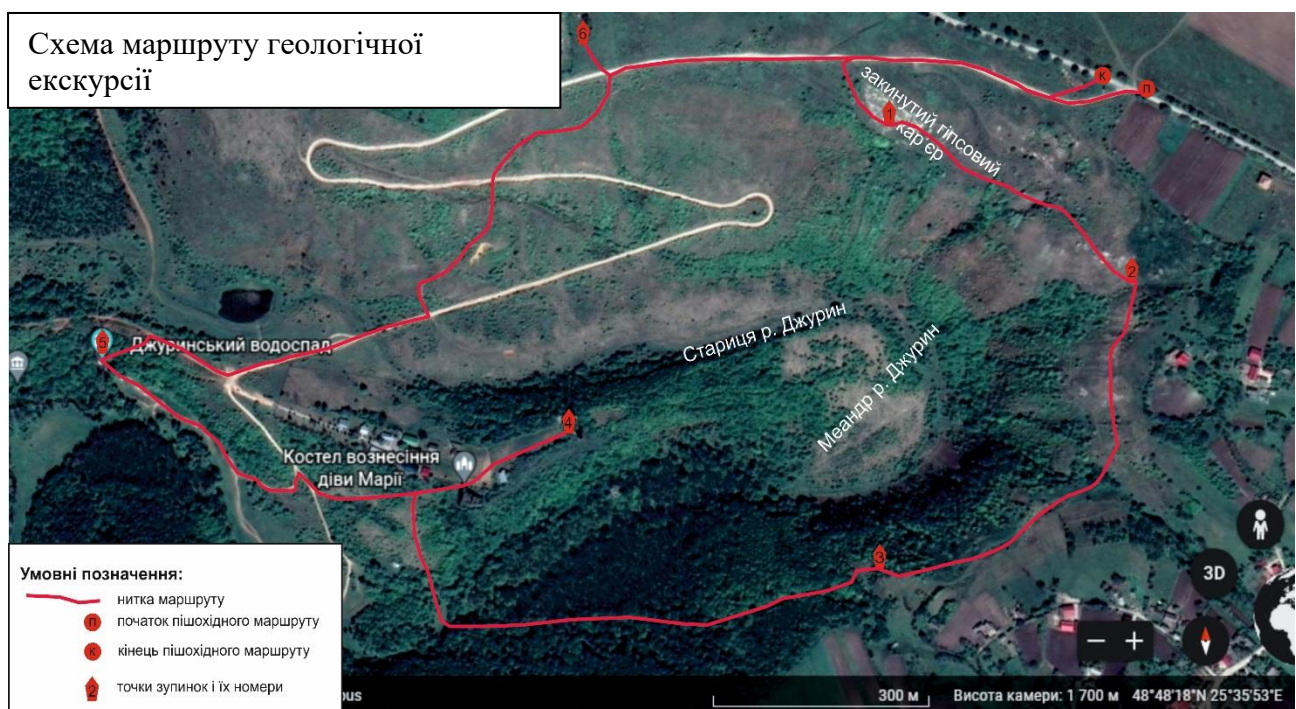 Схема маршруту геологічної
екскурсії
6
к
п
закинутий гіпсовий
кар'єр
1
2
Стариця р. Джурин
Меандр р. Джурин
5
Джуринський водоспад
4
Костел вознесіння
діви Марії
3
Умовні позначення:
нитка маршруту
п початок пішохідного маршруту
к кінець пішохідного маршруту
2 точки зупинок і їх номери
3D
300 м Висота камери: 1 700 м 48°48'18"N 25°35'53"E